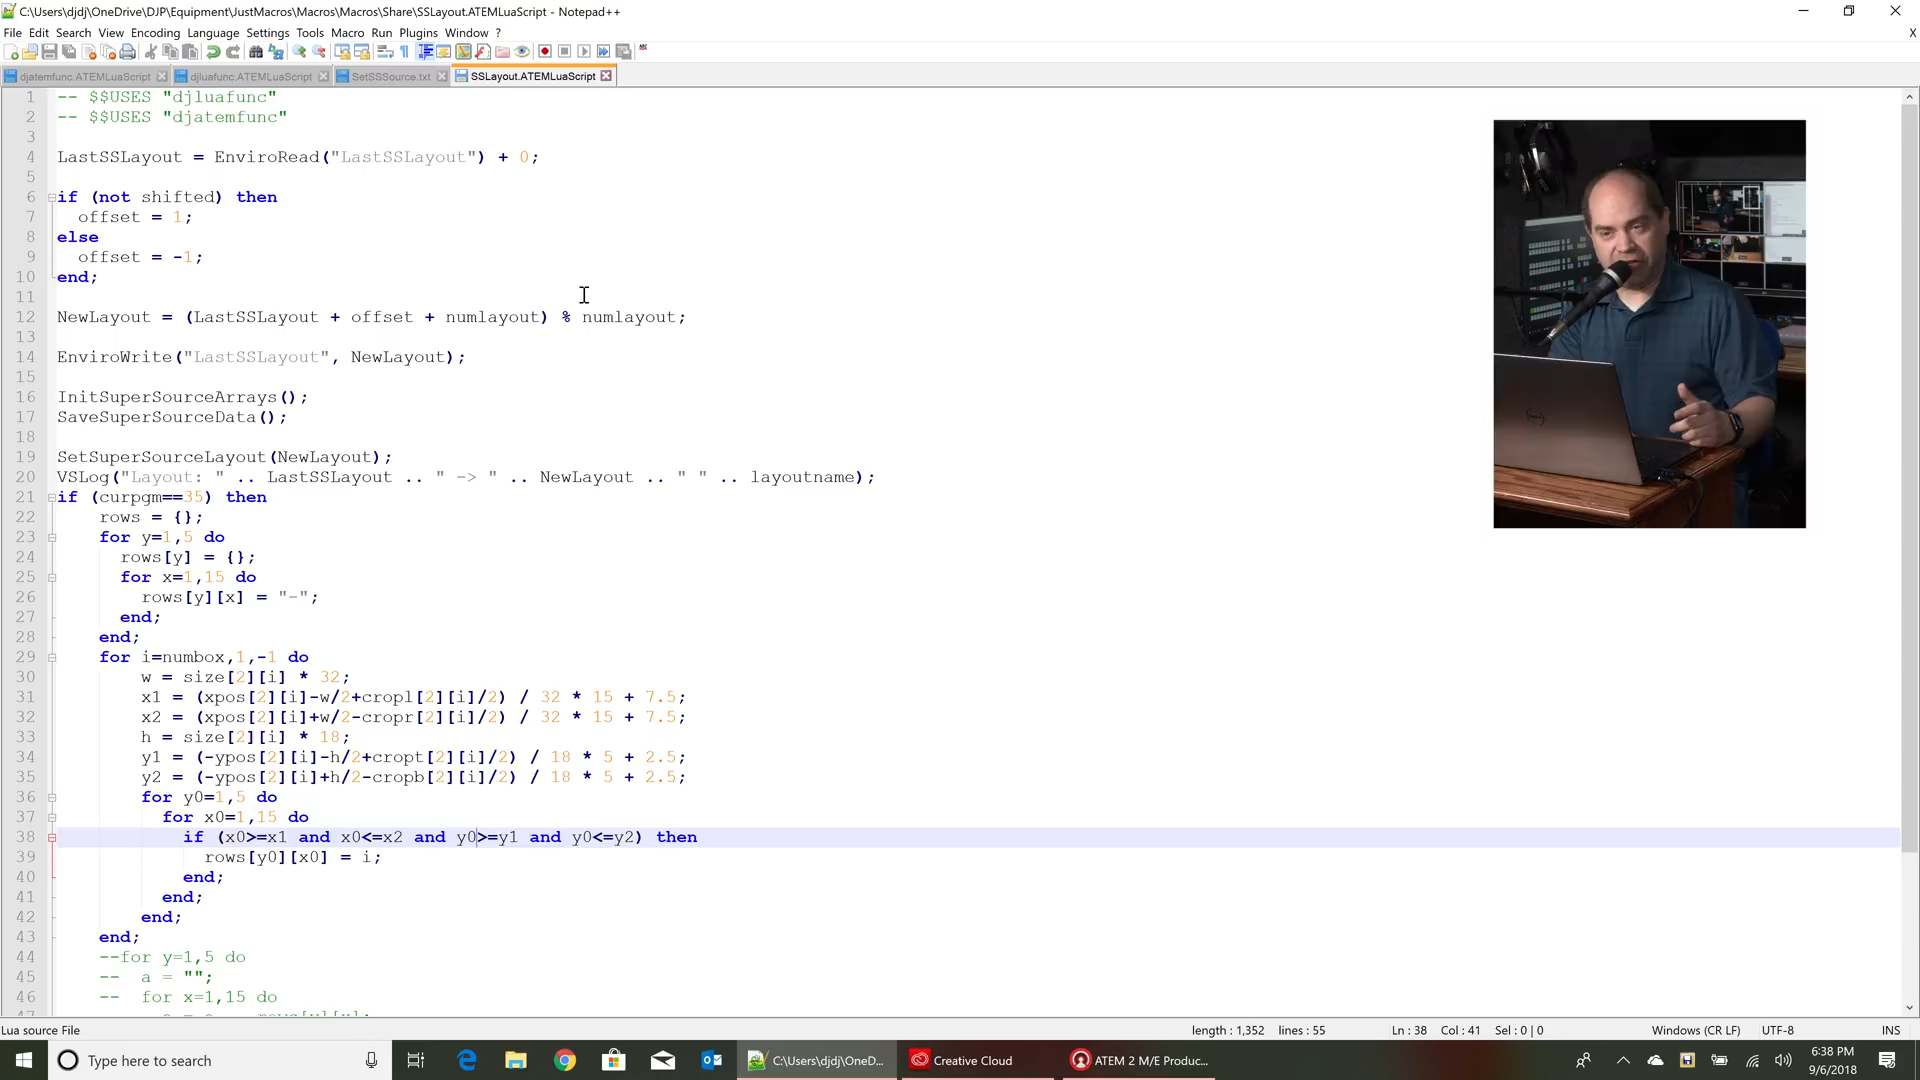 C:\Users\djdj\OneDrive\DJP\Equipment\JustMacros\Macros\Macros\Share\SSLayout.ATEMLuaScript - Notepad++
File Edit Search View Encoding Language Settings Tools Macro Run Plugins Window ? X
djatemfunc.ATEMLuaScript djluafunc.ATEMLuaScript SetSSSource.txt SSLayout.ATEMLuaScript
1 -- $$USES "djluafunc"
2 -- $$USES "djatemfunc"
3
4 LastSSLayout = EnviroRead("LastSSLayout") + 0;
5
6 if (not shifted) then
7 offset = 1;
8 else
9 offset = -1;
10 end;
11
12 NewLayout = (LastSSLayout + offset + numlayout) % numlayout;
13
14 EnviroWrite("LastSSLayout", NewLayout);
15
16 InitSuperSourceArrays();
17 SaveSuperSourceData();
18
19 SetSuperSourceLayout(NewLayout);
20 VSLog("Layout: " .. LastSSLayout .. " -> " .. NewLayout .. " " .. layoutname);
21 if (curpgm==35) then
22 rows = {};
23 for y=1,5 do
24 rows[y] = {};
25 for x=1,15 do
26 rows[y][x] = "-";
27 end;
28 end;
29 for i=numbox,1,-1 do
30 w = size[2][i] * 32;
31 x1 = (xpos[2][i]-w/2+cropl[2][i]/2) / 32 * 15 + 7.5;
32 x2 = (xpos[2][i]+w/2-cropr[2][i]/2) / 32 * 15 + 7.5;
33 h = size[2][i] * 18;
34 y1 = (-ypos[2][i]-h/2+cropt[2][i]/2) / 18 * 5 + 2.5;
35 y2 = (-ypos[2][i]+h/2-cropb[2][i]/2) / 18 * 5 + 2.5;
36 for y0=1,5 do
37 for x0=1,15 do
38 if (x0>=x1 and x0<=x2 and y0>=y1 and y0<=y2) then
39 rows[y0][x0] = i;
40 end;
41 end;
42 end;
43 end;
44 --for y=1,5 do
45 -- a = "";
46 -- for x=1,15 do
Lua source File length : 1,352 lines : 55 Ln : 38 Col : 41 Sel : 0 | 0 Windows (CR LF) UTF-8 INS
Type here to search C:\Users\djdj\OneD... Creative Cloud ATEM 2 M/E Produc... 6:38 PM
9/6/2018